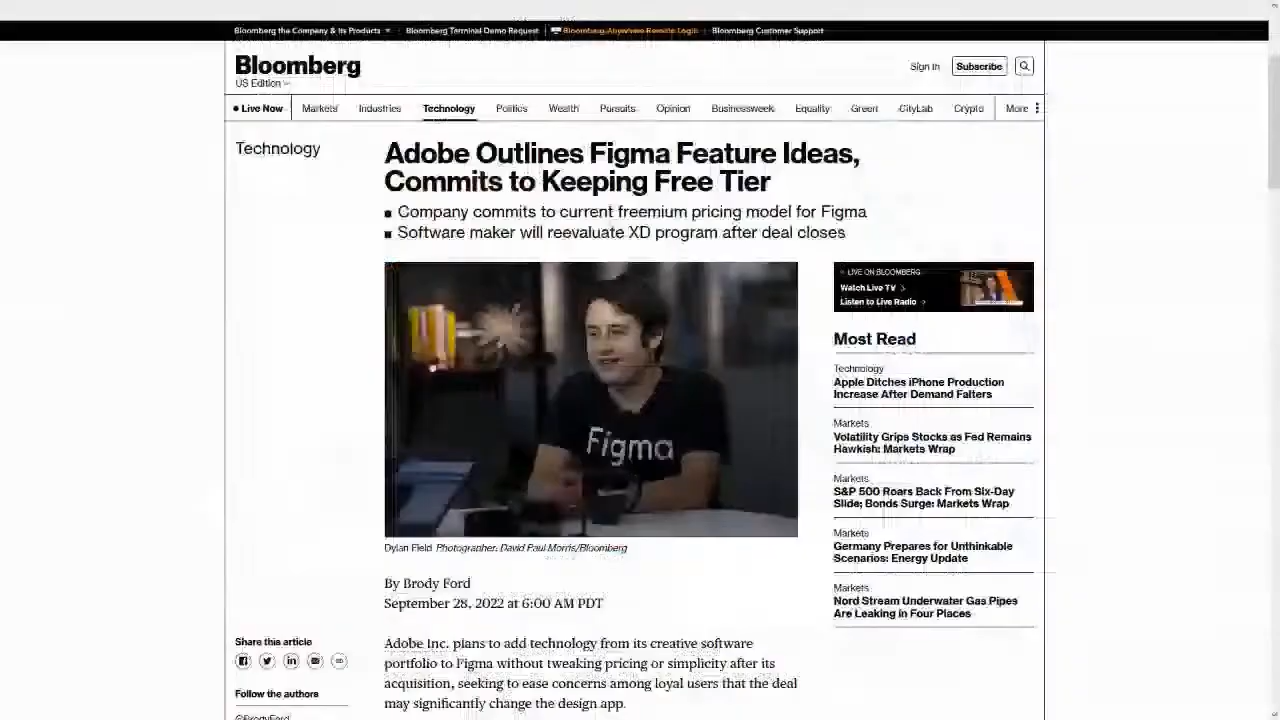 Bloomberg the Company & Its Products
Bloomberg Terminal Demo Request
Bloomberg Anywhere Remote Login
Bloomberg Customer Support
Bloomberg
US Edition
Sign In
Subscribe
Live Now
Markets
Industries
Technology
Politics
Wealth
Pursuits
Opinion
Businessweek
Equality
Green
CityLab
Crypto
More
Technology
Adobe Outlines Figma Feature Ideas,
Commits to Keeping Free Tier
Company commits to current freemium pricing model for Figma
Software maker will reevaluate XD program after deal closes
Figma
Dylan Field Photographer: David Paul Morris/Bloomberg
By Brody Ford
September 28, 2022 at 6:00 AM PDT
Adobe Inc. plans to add technology from its creative software
portfolio to Figma without tweaking pricing or simplicity after its
acquisition, seeking to ease concerns among loyal users that the deal
may significantly change the design app.
Share this article
Follow the authors
@BrodyFord
LIVE ON BLOOMBERG
Watch Live TV
Listen to Live Radio
Most Read
Technology
Apple Ditches iPhone Production
Increase After Demand Falters
Markets
Volatility Grips Stocks as Fed Remains
Hawkish: Markets Wrap
Markets
S&P 500 Roars Back From Six-Day
Slide; Bonds Surge: Markets Wrap
Markets
Germany Prepares for Unthinkable
Scenarios: Energy Update
Markets
Nord Stream Underwater Gas Pipes
Are Leaking in Four Places